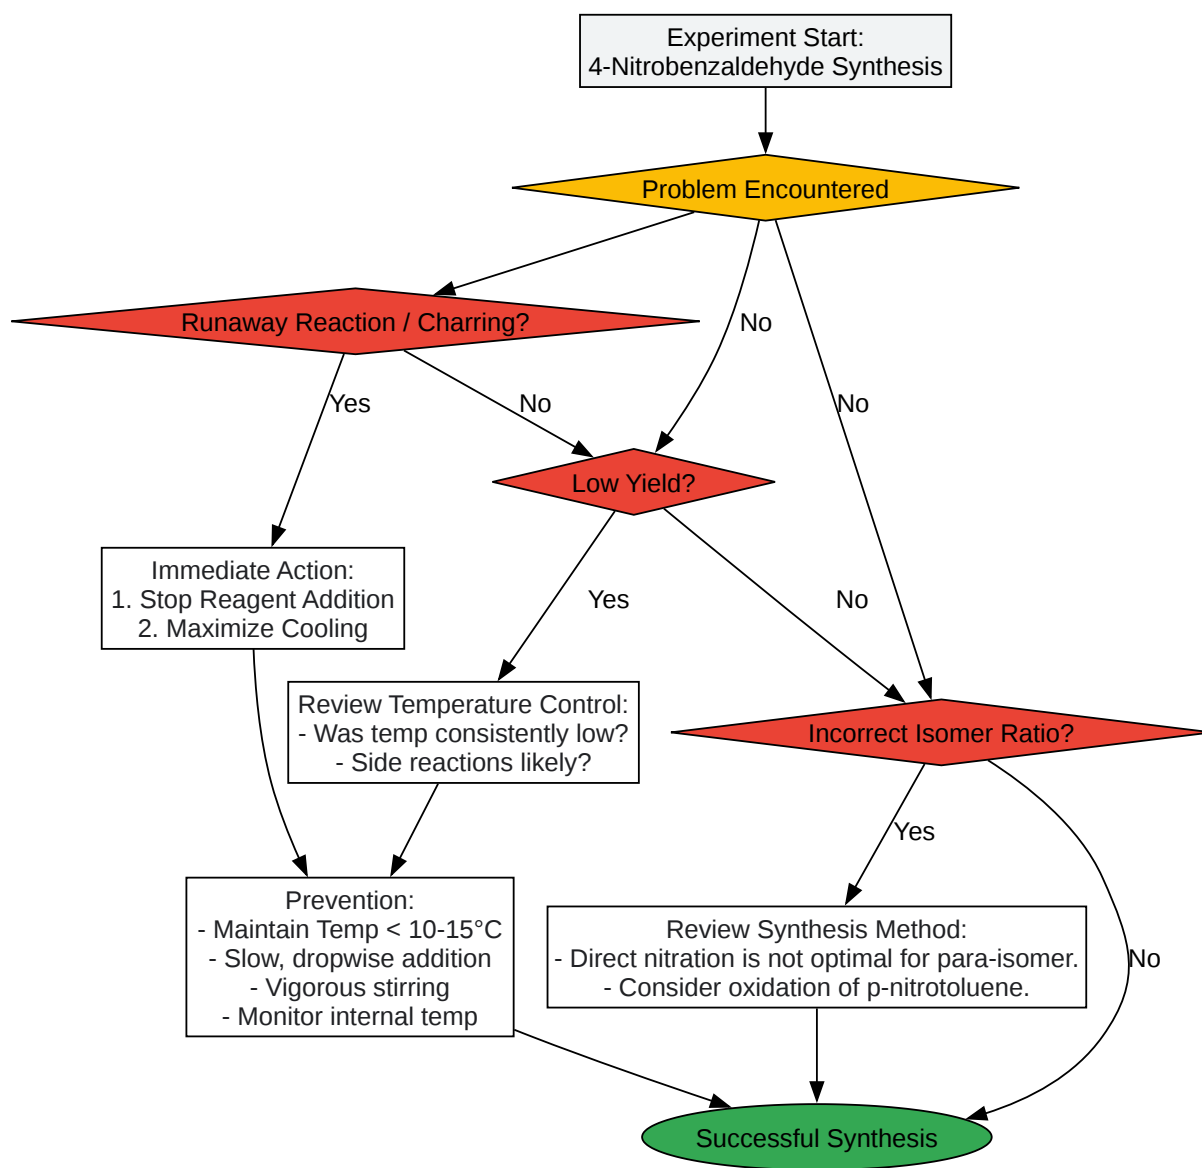 Experiment Start:
4-Nitrobenzaldehyde Synthesis
Problem Encountered
Runaway Reaction / Charring?
No
Yes
No
No
Low Yield?
Immediate Action:
1. Stop Reagent Addition
2. Maximize Cooling
Yes
No
Review Temperature Control:
- Was temp consistently low?
- Side reactions likely?
Incorrect Isomer Ratio?
Yes
Prevention:
- Maintain Temp < 10-15°C
- Slow, dropwise addition
- Vigorous stirring
- Monitor internal temp
Review Synthesis Method:
- Direct nitration is not optimal for para-isomer.
- Consider oxidation of p-nitrotoluene.
No
Successful Synthesis